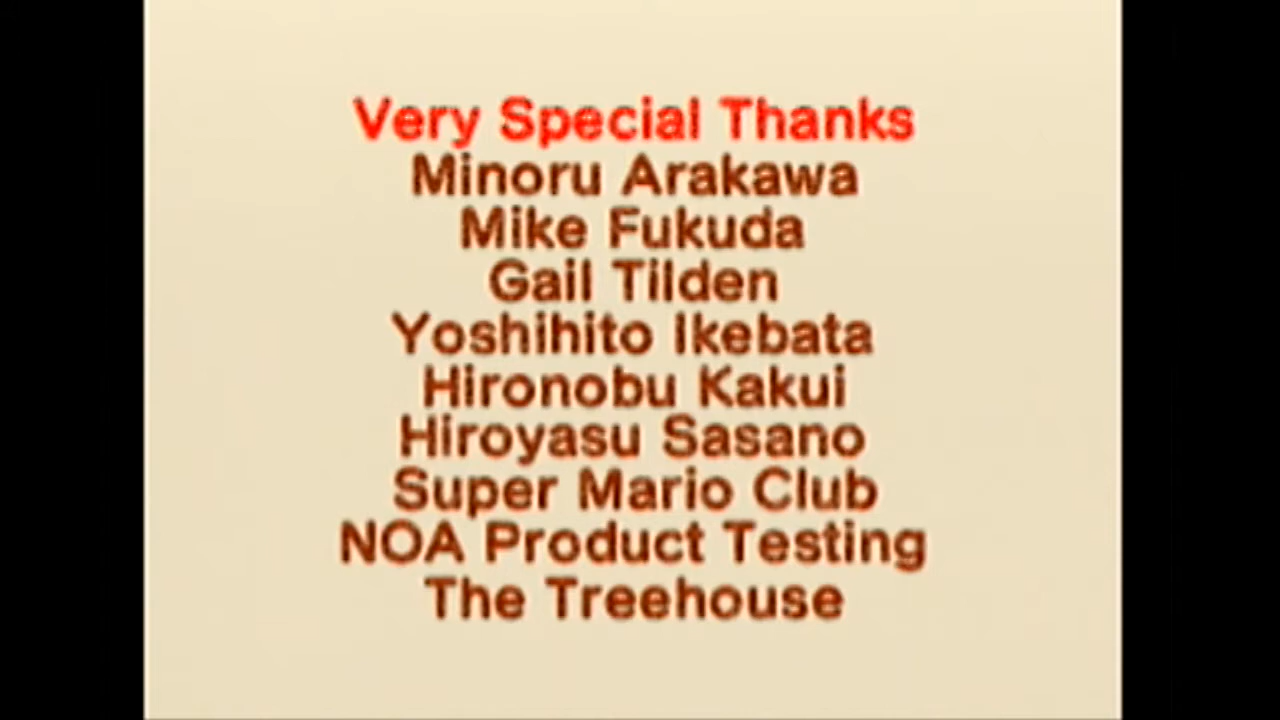 Very Special Thanks
Minoru Arakawa
Mike Fukuda
Gail Tilden
Yoshihito Ikebata
Hironobu Kakui
Hiroyasu Sasano
Super Mario Club
NOA Product Testing
The Treehouse